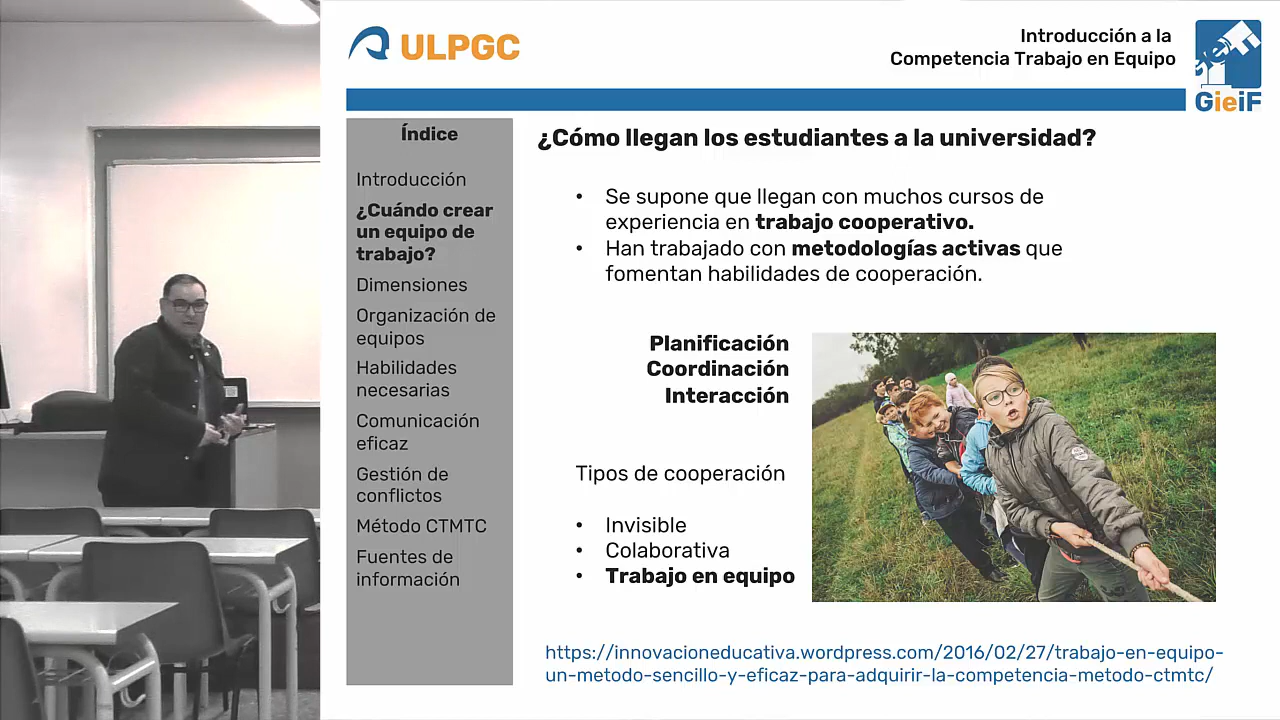 ULPGC
Introducción a la
Competencia Trabajo en Equipo
GieiF
Índice
Introducción
¿Cuándo crear
un equipo de
trabajo?
Dimensiones
Organización de
equipos
Habilidades
necesarias
Comunicación
eficaz
Gestión de
conflictos
Método CTMTC
Fuentes de
información
¿Cómo llegan los estudiantes a la universidad?
• Se supone que llegan con muchos cursos de
experiencia en trabajo cooperativo.
• Han trabajado con metodologías activas que
fomentan habilidades de cooperación.
Planificación
Coordinación
Interacción
Tipos de cooperación
• Invisible
• Colaborativa
• Trabajo en equipo
https://innovacioneducativa.wordpress.com/2016/02/27/trabajo-en-equipo-
un-metodo-sencillo-y-eficaz-para-adquirir-la-competencia-metodo-ctmtc/